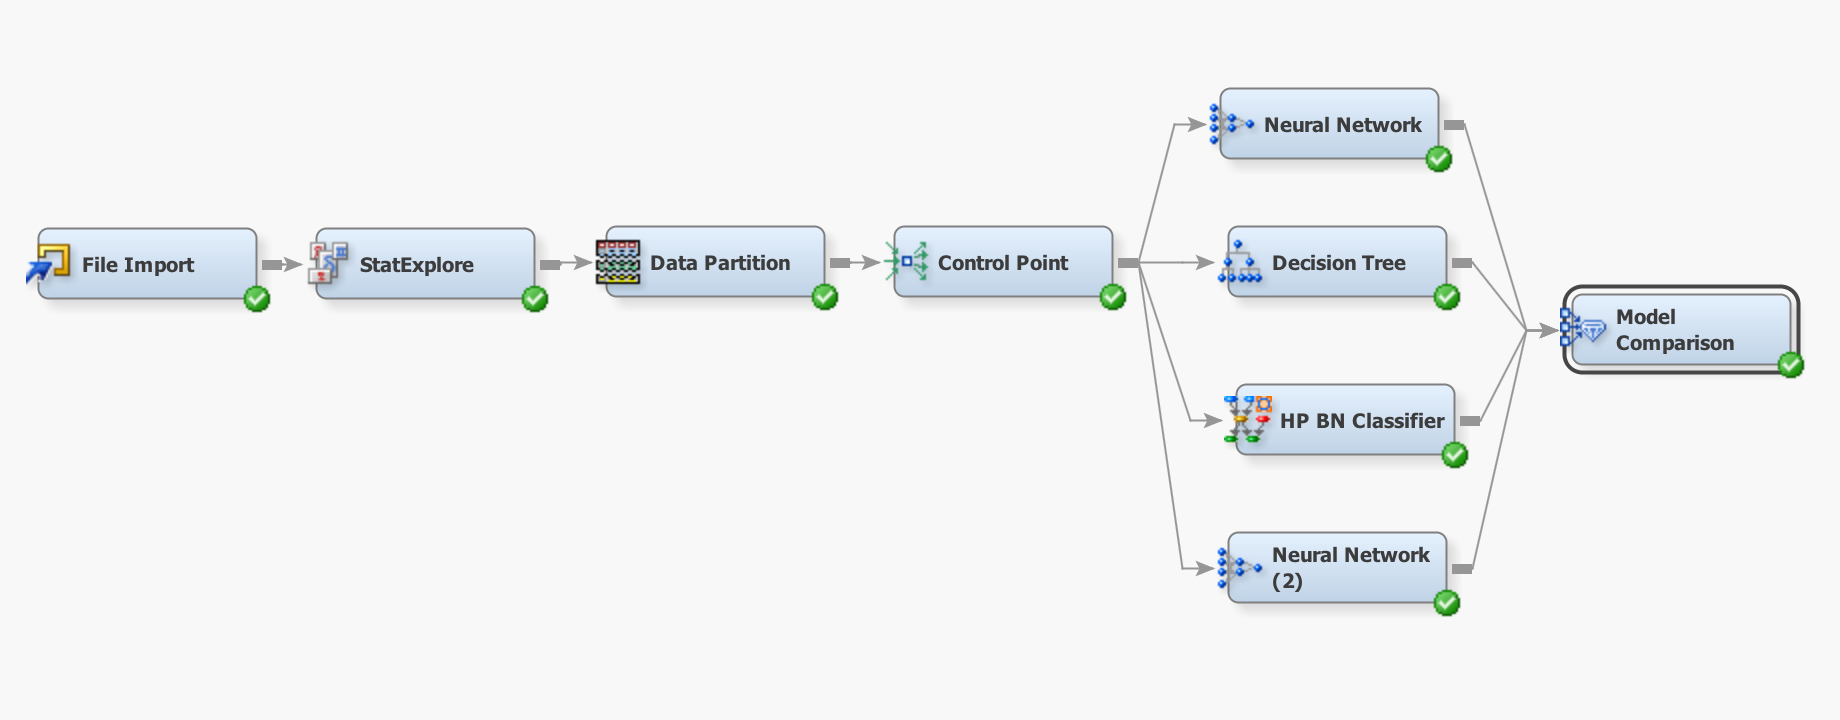 File Import
StatExplore
Data Partition
Control Point
Neural Network
Decision Tree
HP BN Classifier
Neural Network
(2)
Model
Comparison